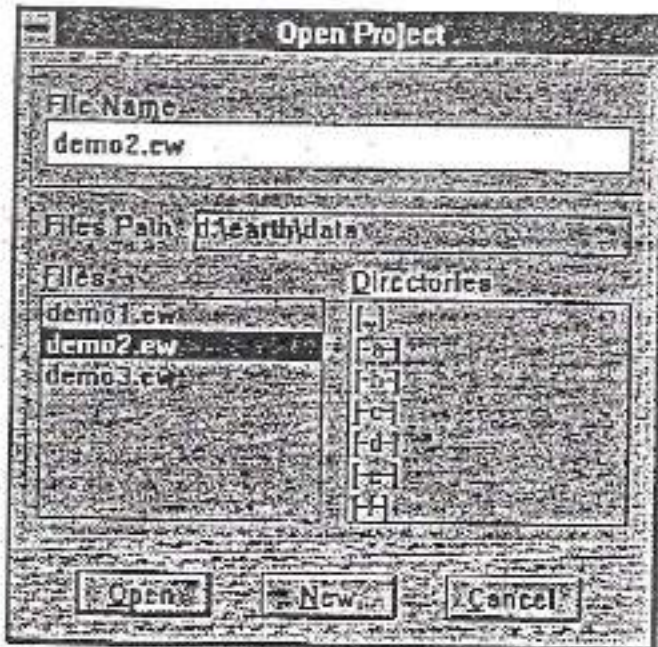 Open Project
File Name
demo2.ew
Files Path d:\earth\data
Files
demo1.ew
demo2.ew
demo3.ew
Directories
[..]
[-a-]
[-b-]
[-c-]
[-d-]
[-e-]
[-f-]
Open
New...
Cancel